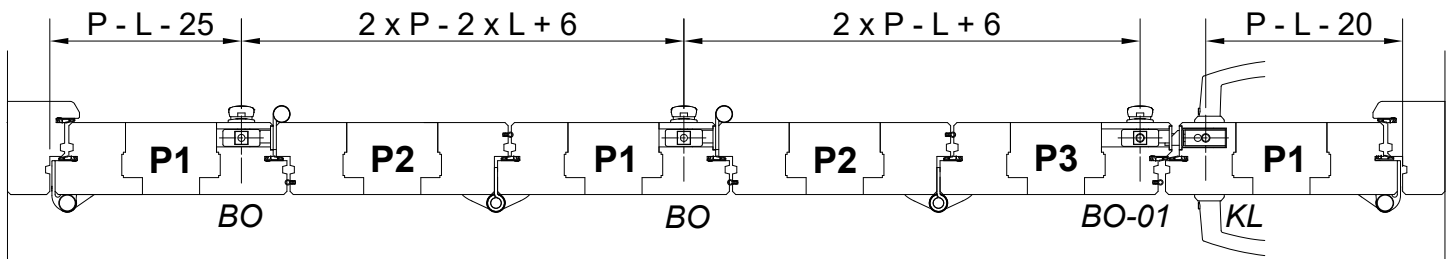 P - L - 25 2 x P - 2 x L + 6 2 x P - L + 6 P - L - 20
P1 P2 P1 P2 P3 P1
BO BO BO-01 KL